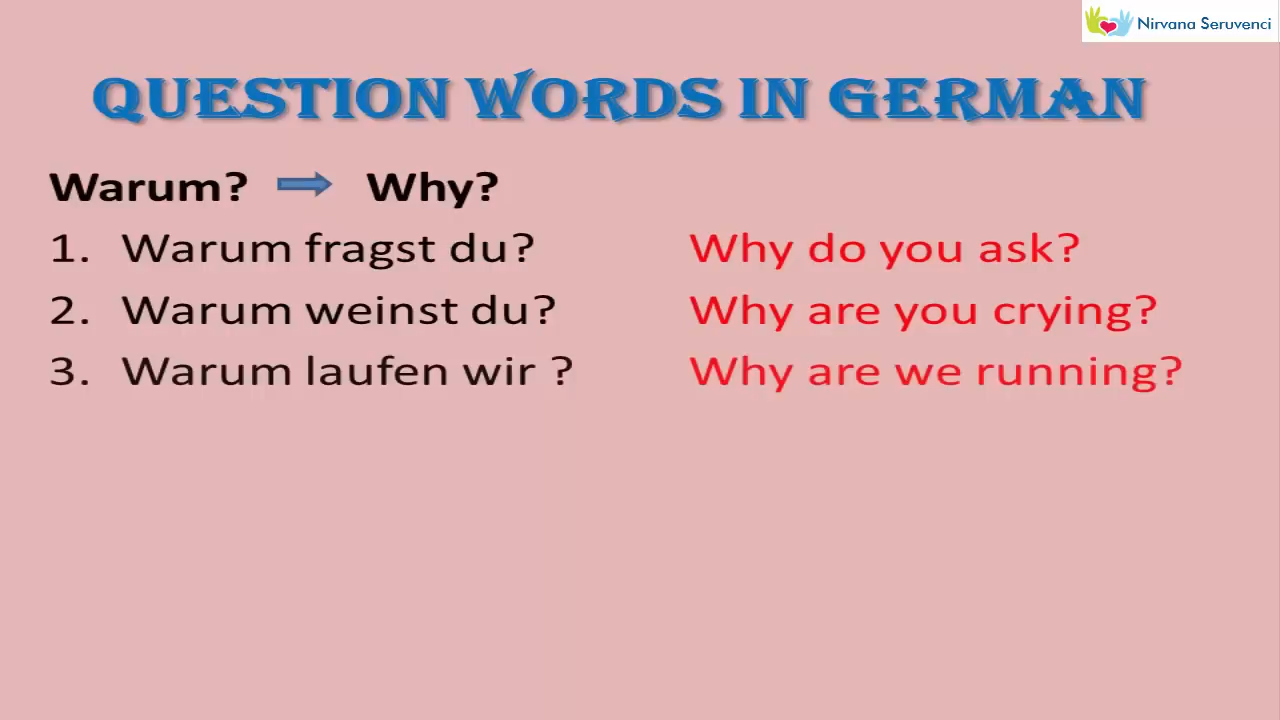 Nirvana Seruvenci
QUESTION WORDS IN GERMAN
Warum? Why?
1. Warum fragst du? Why do you ask?
2. Warum weinst du? Why are you crying?
3. Warum laufen wir ? Why are we running?